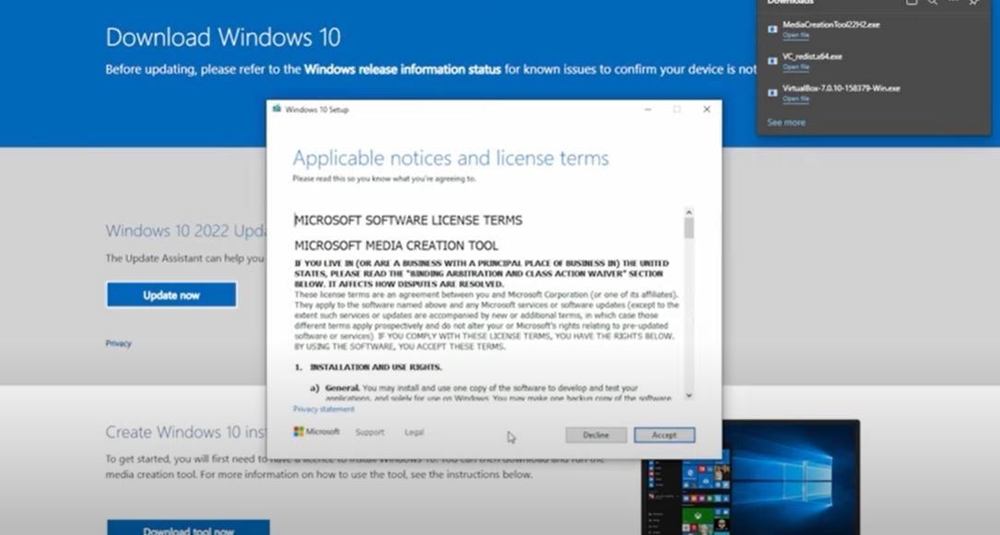 Downloads
Download Windows 10
MediaCreationTool22H2.exe
Open file
Before updating, please refer to the Windows release information status for known issues to confirm your device is not
VC_redist.x64.exe
Open file
VirtualBox-7.0.10-158379-Win.exe
Open file
See more
Windows 10 Setup
Applicable notices and license terms
Please read this so you know what you're agreeing to.
MICROSOFT SOFTWARE LICENSE TERMS
MICROSOFT MEDIA CREATION TOOL
IF YOU LIVE IN (OR ARE A BUSINESS WITH A PRINCIPAL PLACE OF BUSINESS IN) THE UNITED
STATES, PLEASE READ THE "BINDING ARBITRATION AND CLASS ACTION WAIVER" SECTION
BELOW. IT AFFECTS HOW DISPUTES ARE RESOLVED.
These license terms are an agreement between you and Microsoft Corporation (or one of its affiliates).
They apply to the software named above and any Microsoft services or software updates (except to the
extent such services or updates are accompanied by new or additional terms, in which case those
different terms apply prospectively and do not alter your or Microsoft's rights relating to pre-updated
software or services). IF YOU COMPLY WITH THESE LICENSE TERMS, YOU HAVE THE RIGHTS BELOW.
BY USING THE SOFTWARE, YOU ACCEPT THESE TERMS.
1. INSTALLATION AND USE RIGHTS.
a) General. You may install and use one copy of the software to develop and test your
applications, and solely for use on Windows. You may make one backup copy of the software
Privacy statement
Microsoft Support Legal
Decline Accept
Windows 10 2022 Upd
The Update Assistant can help you
Update now
Privacy
Create Windows 10 inst
To get started, you will first need to have a licence to install Windows 10. You can then download and run the
media creation tool. For more information on how to use the tool, see the instructions below.
Download tool now